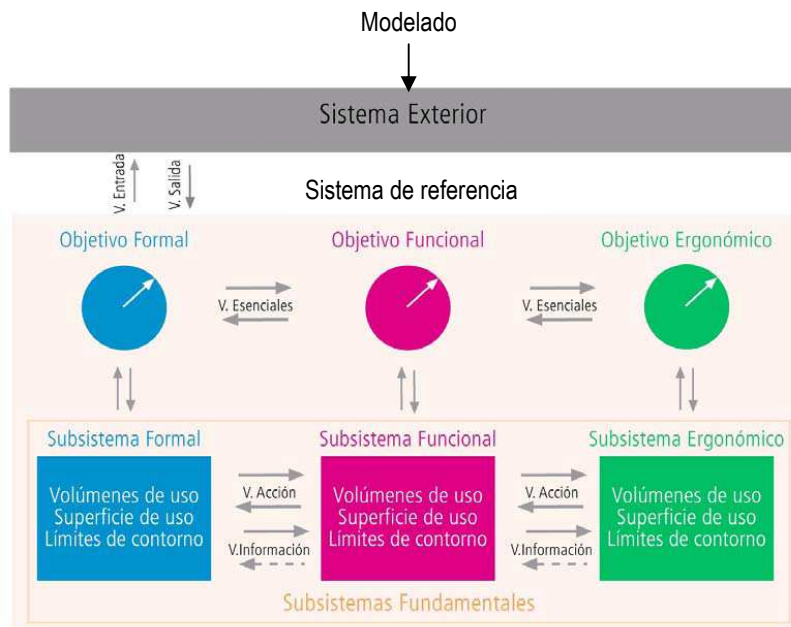 Modelado
Sistema Exterior
V. Entrada
V. Salida
Sistema de referencia
Objetivo Formal
Objetivo Funcional
Objetivo Ergonómico
V. Esenciales
V. Esenciales
Subsistema Formal
Subsistema Funcional
Subsistema Ergonómico
Volúmenes de uso
Superficie de uso
Límites de contorno
V. Acción
V.Información
Volúmenes de uso
Superficie de uso
Límites de contorno
V. Acción
V.Información
Volúmenes de uso
Superficie de uso
Límites de contorno
Subsistemas Fundamentales